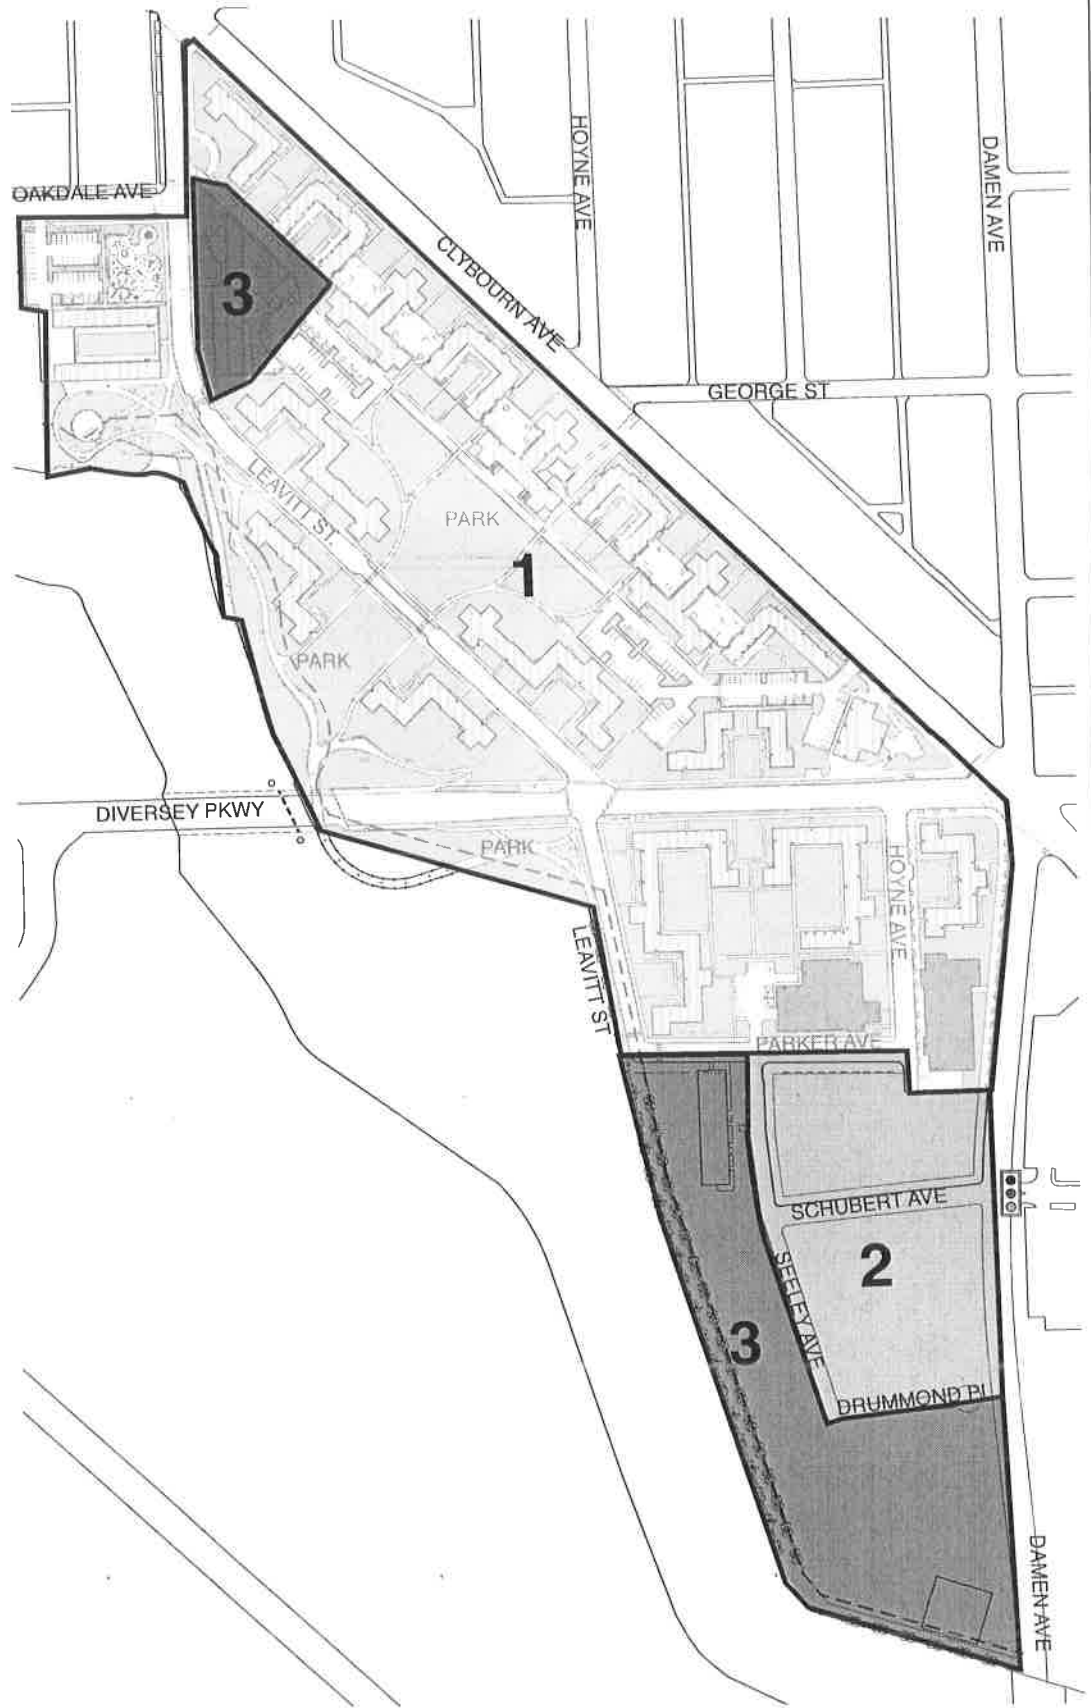 HOYNE AVE
DAMEN AVE
OAKDALE AVE
CLYBOURN AVE
3
GEORGE ST
LEAVITT ST.
PARK
1
PARK
DIVERSEY PKWY
PARK
HOYNE AVE
LEAVITT ST
PARKER AVE
SCHUBERT AVE
2
SEELEY AVE
3
DRUMMOND PL
DAMEN AVE